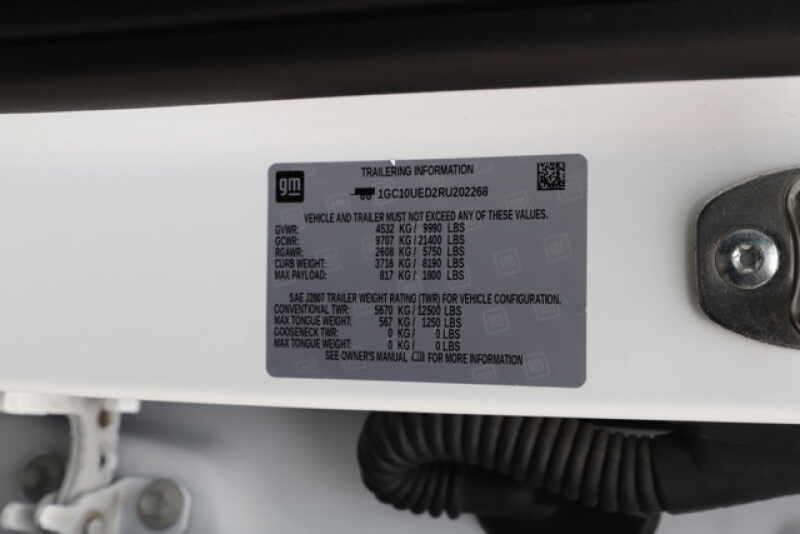 gm
TRAILERING INFORMATION
1GC10UED2RU202268
VEHICLE AND TRAILER MUST NOT EXCEED ANY OF THESE VALUES.
GVWR: 4532 KG / 9990 LBS
GCWR: 9707 KG / 21400 LBS
RGAWR: 2608 KG / 5750 LBS
CURB WEIGHT: 3716 KG / 8190 LBS
MAX PAYLOAD: 817 KG / 1800 LBS
SAE J2807 TRAILER WEIGHT RATING (TWR) FOR VEHICLE CONFIGURATION.
CONVENTIONAL TWR: 5670 KG / 12500 LBS
MAX TONGUE WEIGHT: 567 KG / 1250 LBS
GOOSENECK TWR: 0 KG / 0 LBS
MAX TONGUE WEIGHT: 0 KG / 0 LBS
SEE OWNER'S MANUAL FOR MORE INFORMATION